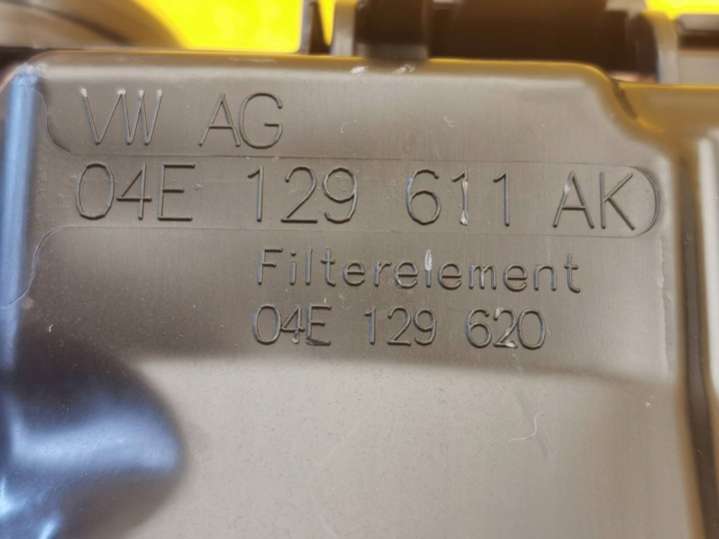 VW AG
04E 129 611 AK
Filterelement
04E 129 620